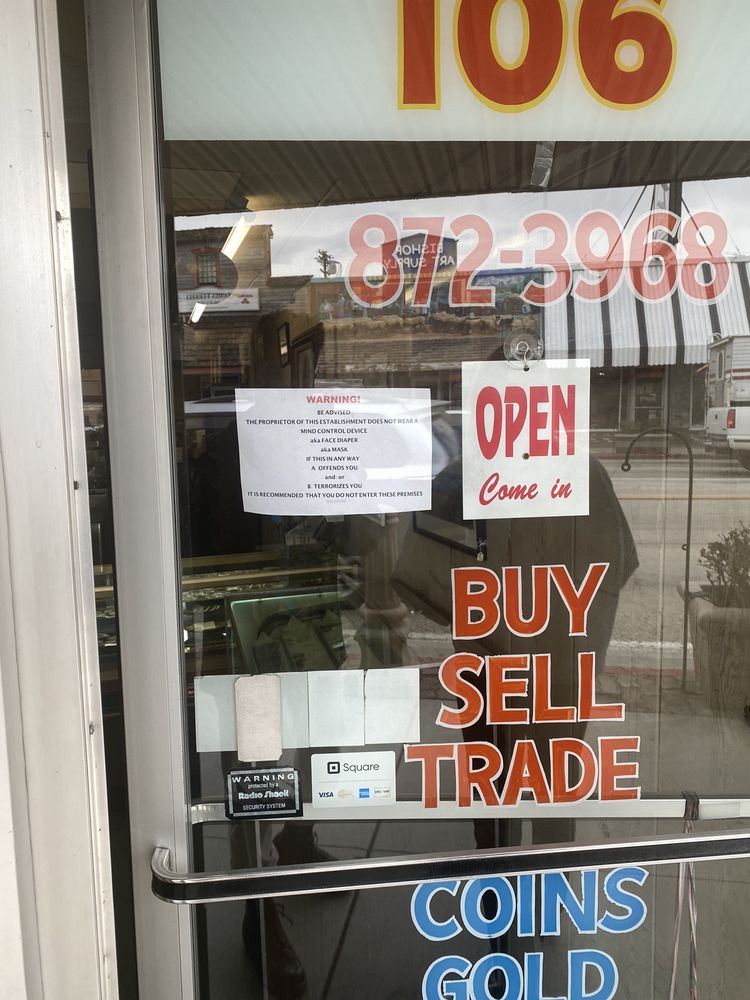 106
872-3968
BISHOP
ART SUPPLY
WARNING!
BE ADVISED
THE PROPRIETOR OF THIS ESTABLISHMENT DOES NOT WEAR A
MIND CONTROL DEVICE
aka FACE DIAPER
aka MASK
IF THIS IN ANY WAY
A OFFENDS YOU
and or
B TERRORIZES YOU
IT IS RECOMMENDED THAT YOU DO NOT ENTER THESE PREMISES
OPEN
Come in
BUY
SELL
TRADE
WARNING
protected by a
Radio Shack
SECURITY SYSTEM
Square
VISA
COINS
GOLD